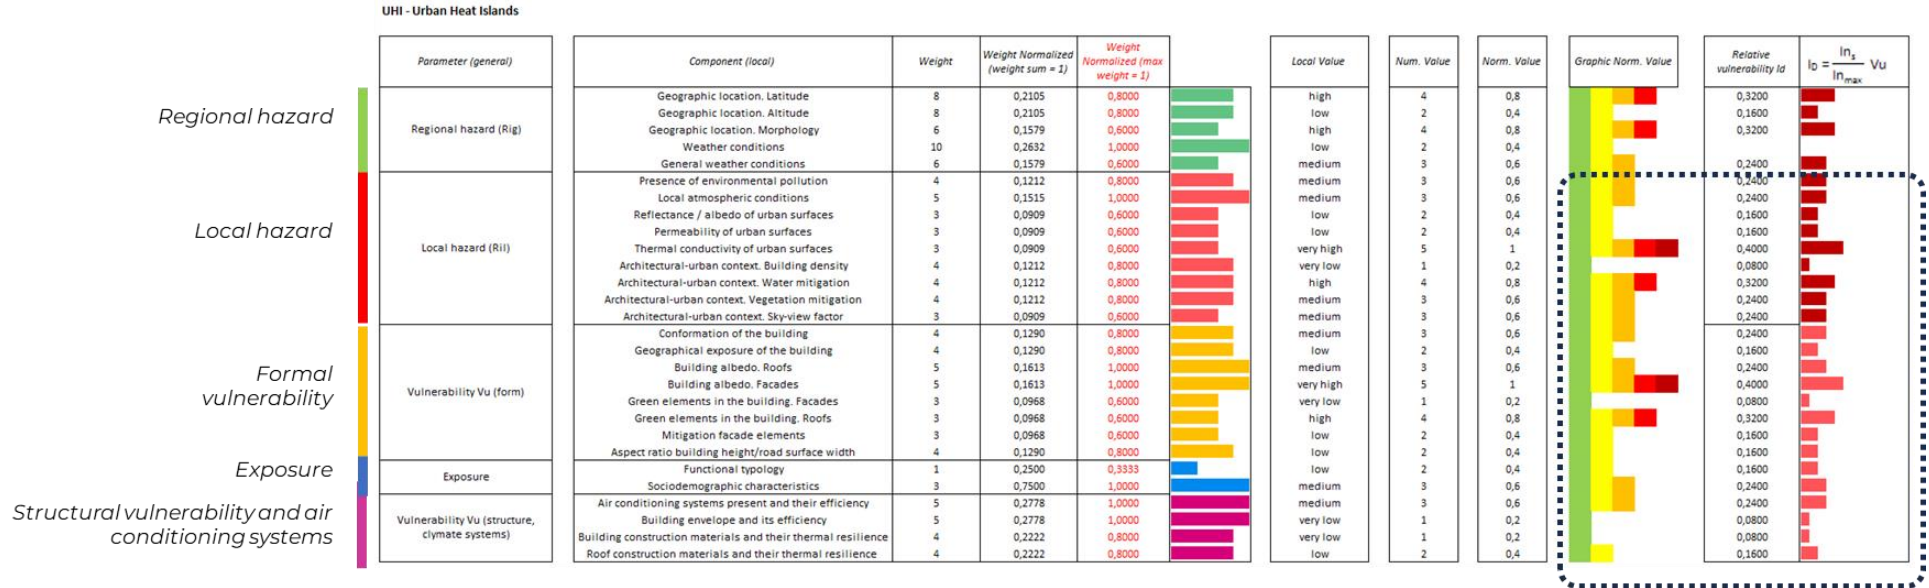 UHI - Urban Heat Islands
Parameter (general) Component (local) Weight Weight Normalized (weight sum = 1) Weight Normalized (max weight = 1) Local Value Num. Value Norm. Value Graphic Norm. Value Relative vulnerability Id I_D = In_s / In_max Vu
Regional hazard
Regional hazard (Rig)
Geographic location. Latitude 8 0,2105 0,8000 high 4 0,8 0,3200
Geographic location. Altitude 8 0,2105 0,8000 low 2 0,4 0,1600
Geographic location. Morphology 6 0,1579 0,6000 high 4 0,8 0,3200
Weather conditions 10 0,2632 1,0000 low 2 0,4
General weather conditions 6 0,1579 0,6000 medium 3 0,6 0,2400
Local hazard
Local hazard (Ril)
Presence of environmental pollution 4 0,1212 0,8000 medium 3 0,6 0,2400
Local atmospheric conditions 5 0,1515 1,0000 medium 3 0,6 0,2400
Reflectance / albedo of urban surfaces 3 0,0909 0,6000 low 2 0,4 0,1600
Permeability of urban surfaces 3 0,0909 0,6000 low 2 0,4 0,1600
Thermal conductivity of urban surfaces 3 0,0909 0,6000 very high 5 1 0,4000
Architectural-urban context. Building density 4 0,1212 0,8000 very low 1 0,2 0,0800
Architectural-urban context. Water mitigation 4 0,1212 0,8000 high 4 0,8 0,3200
Architectural-urban context. Vegetation mitigation 4 0,1212 0,8000 medium 3 0,6 0,2400
Architectural-urban context. Sky-view factor 3 0,0909 0,6000 medium 3 0,6 0,2400
Formal
vulnerability
Vulnerability Vu (form)
Conformation of the building 4 0,1290 0,8000 medium 3 0,6 0,2400
Geographical exposure of the building 4 0,1290 0,8000 low 2 0,4 0,1600
Building albedo. Roofs 5 0,1613 1,0000 medium 3 0,6 0,2400
Building albedo. Facades 5 0,1613 1,0000 very high 5 1 0,4000
Green elements in the building. Facades 3 0,0968 0,6000 very low 1 0,2 0,0800
Green elements in the building. Roofs 3 0,0968 0,6000 high 4 0,8 0,3200
Mitigation facade elements 3 0,0968 0,6000 low 2 0,4 0,1600
Aspect ratio building height/road surface width 4 0,1290 0,8000 low 2 0,4 0,1600
Exposure
Exposure
Functional typology 1 0,2500 0,3333 low 2 0,4 0,1600
Sociodemographic characteristics 3 0,7500 1,0000 medium 3 0,6 0,2400
Structural vulnerability and air
conditioning systems
Vulnerability Vu (structure,
clymate systems)
Air conditioning systems present and their efficiency 5 0,2778 1,0000 medium 3 0,6 0,2400
Building envelope and its efficiency 5 0,2778 1,0000 very low 1 0,2 0,0800
Building construction materials and their thermal resilience 4 0,2222 0,8000 very low 1 0,2 0,0800
Roof construction materials and their thermal resilience 4 0,2222 0,8000 low 2 0,4 0,1600